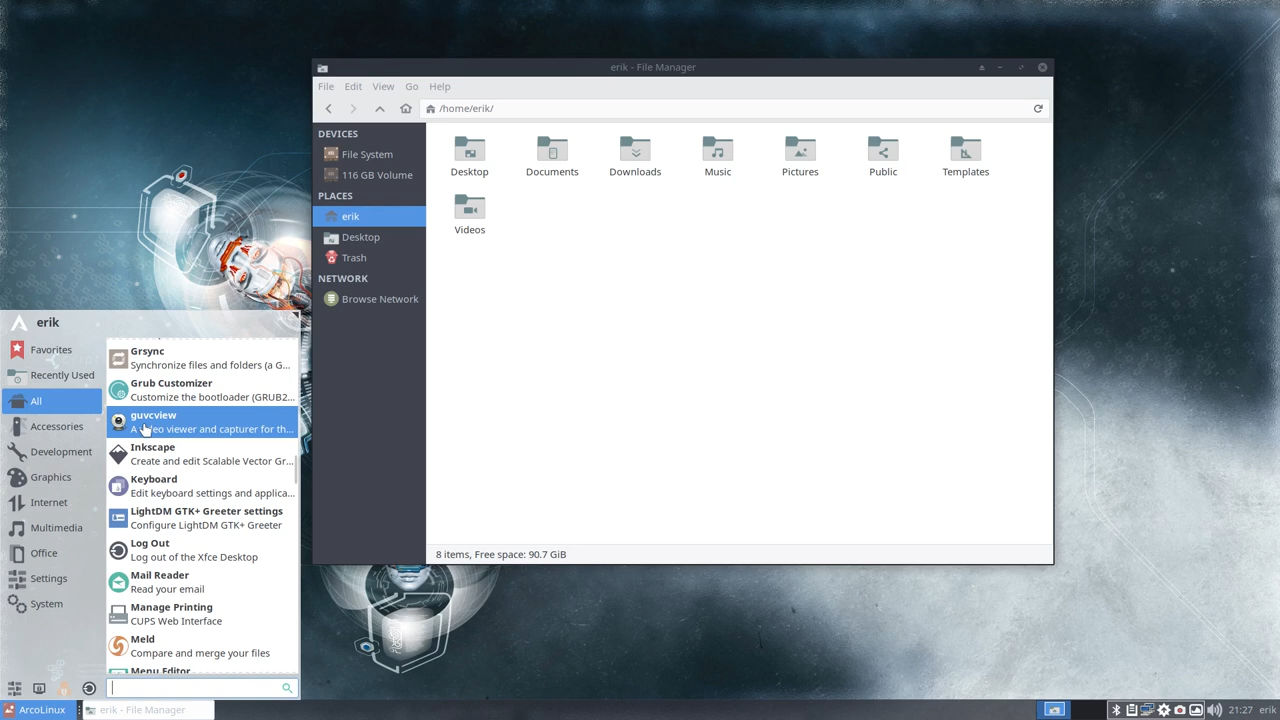 erik - File Manager
File Edit View Go Help
/home/erik/
DEVICES
File System
116 GB Volume
PLACES
erik
Desktop
Trash
NETWORK
Browse Network
Desktop Documents Downloads Music Pictures Public Templates
Videos
8 items, Free space: 90.7 GiB
erik
Favorites
Recently Used
All
Accessories
Development
Graphics
Internet
Multimedia
Office
Settings
System
Grsync
Synchronize files and folders (a G...
Grub Customizer
Customize the bootloader (GRUB2...
guvcview
A video viewer and capturer for th...
Inkscape
Create and edit Scalable Vector Gr...
Keyboard
Edit keyboard settings and applica...
LightDM GTK+ Greeter settings
Configure LightDM GTK+ Greeter
Log Out
Log out of the Xfce Desktop
Mail Reader
Read your email
Manage Printing
CUPS Web Interface
Meld
Compare and merge your files
Menu Editor
ArcoLinux
erik - File Manager
21:27 erik